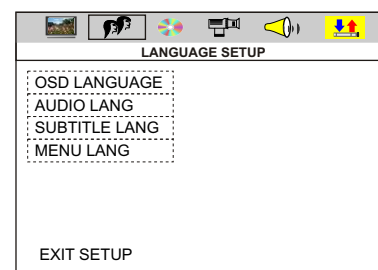 LANGUAGE SETUP
OSD LANGUAGE
AUDIO LANG
SUBTITLE LANG
MENU LANG
EXIT SETUP